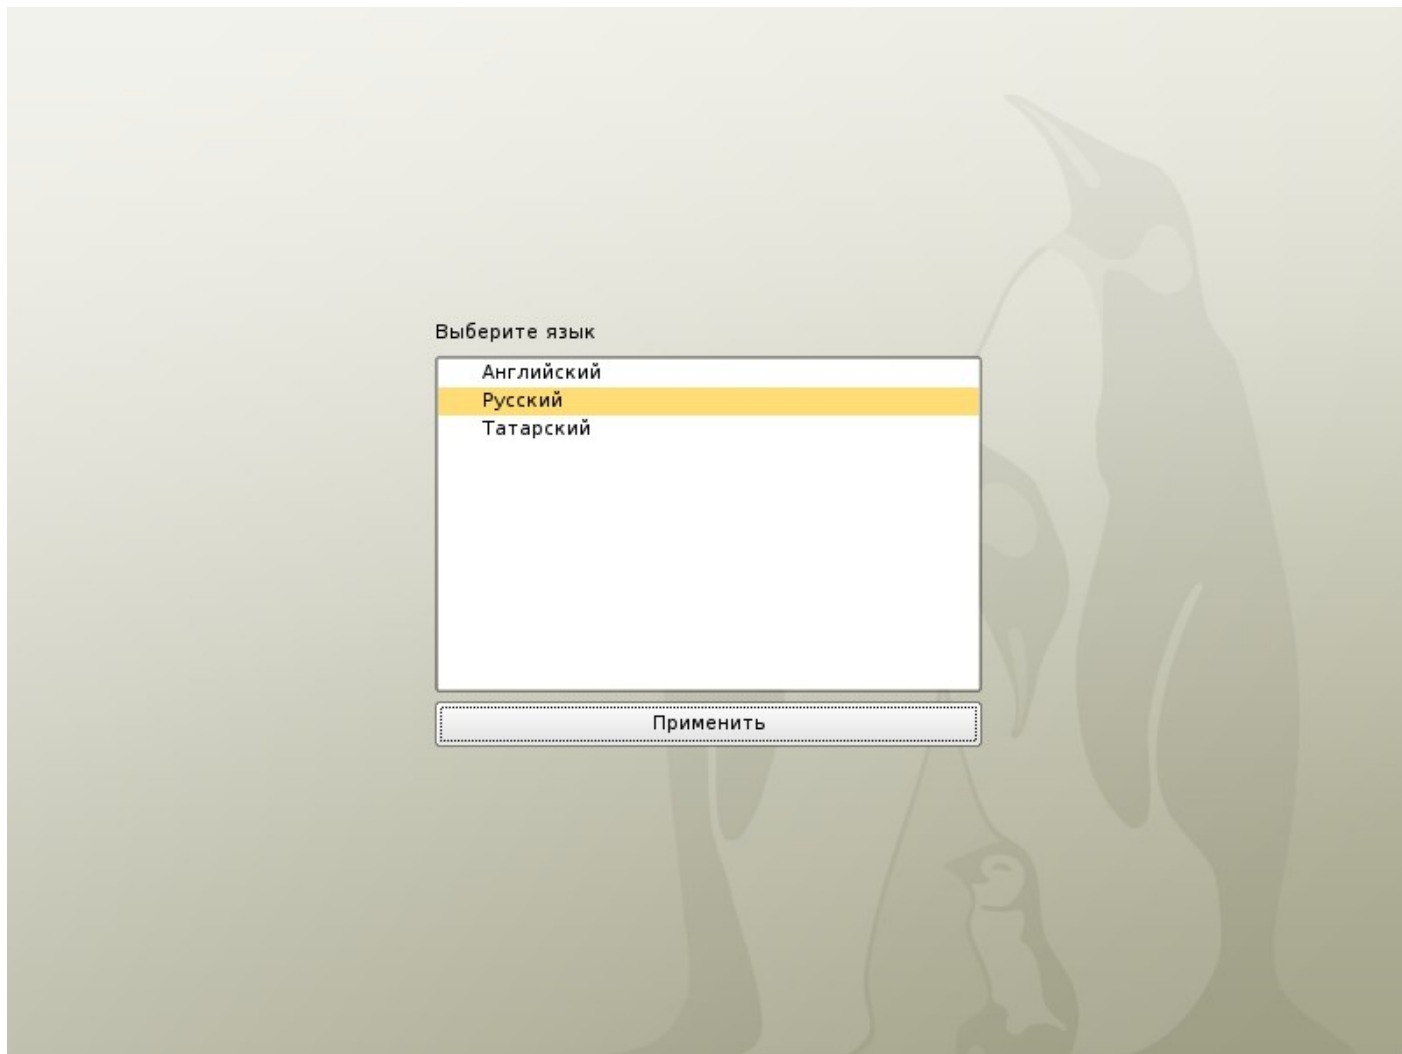 Выберите язык
Английский
Русский
Татарский
Применить